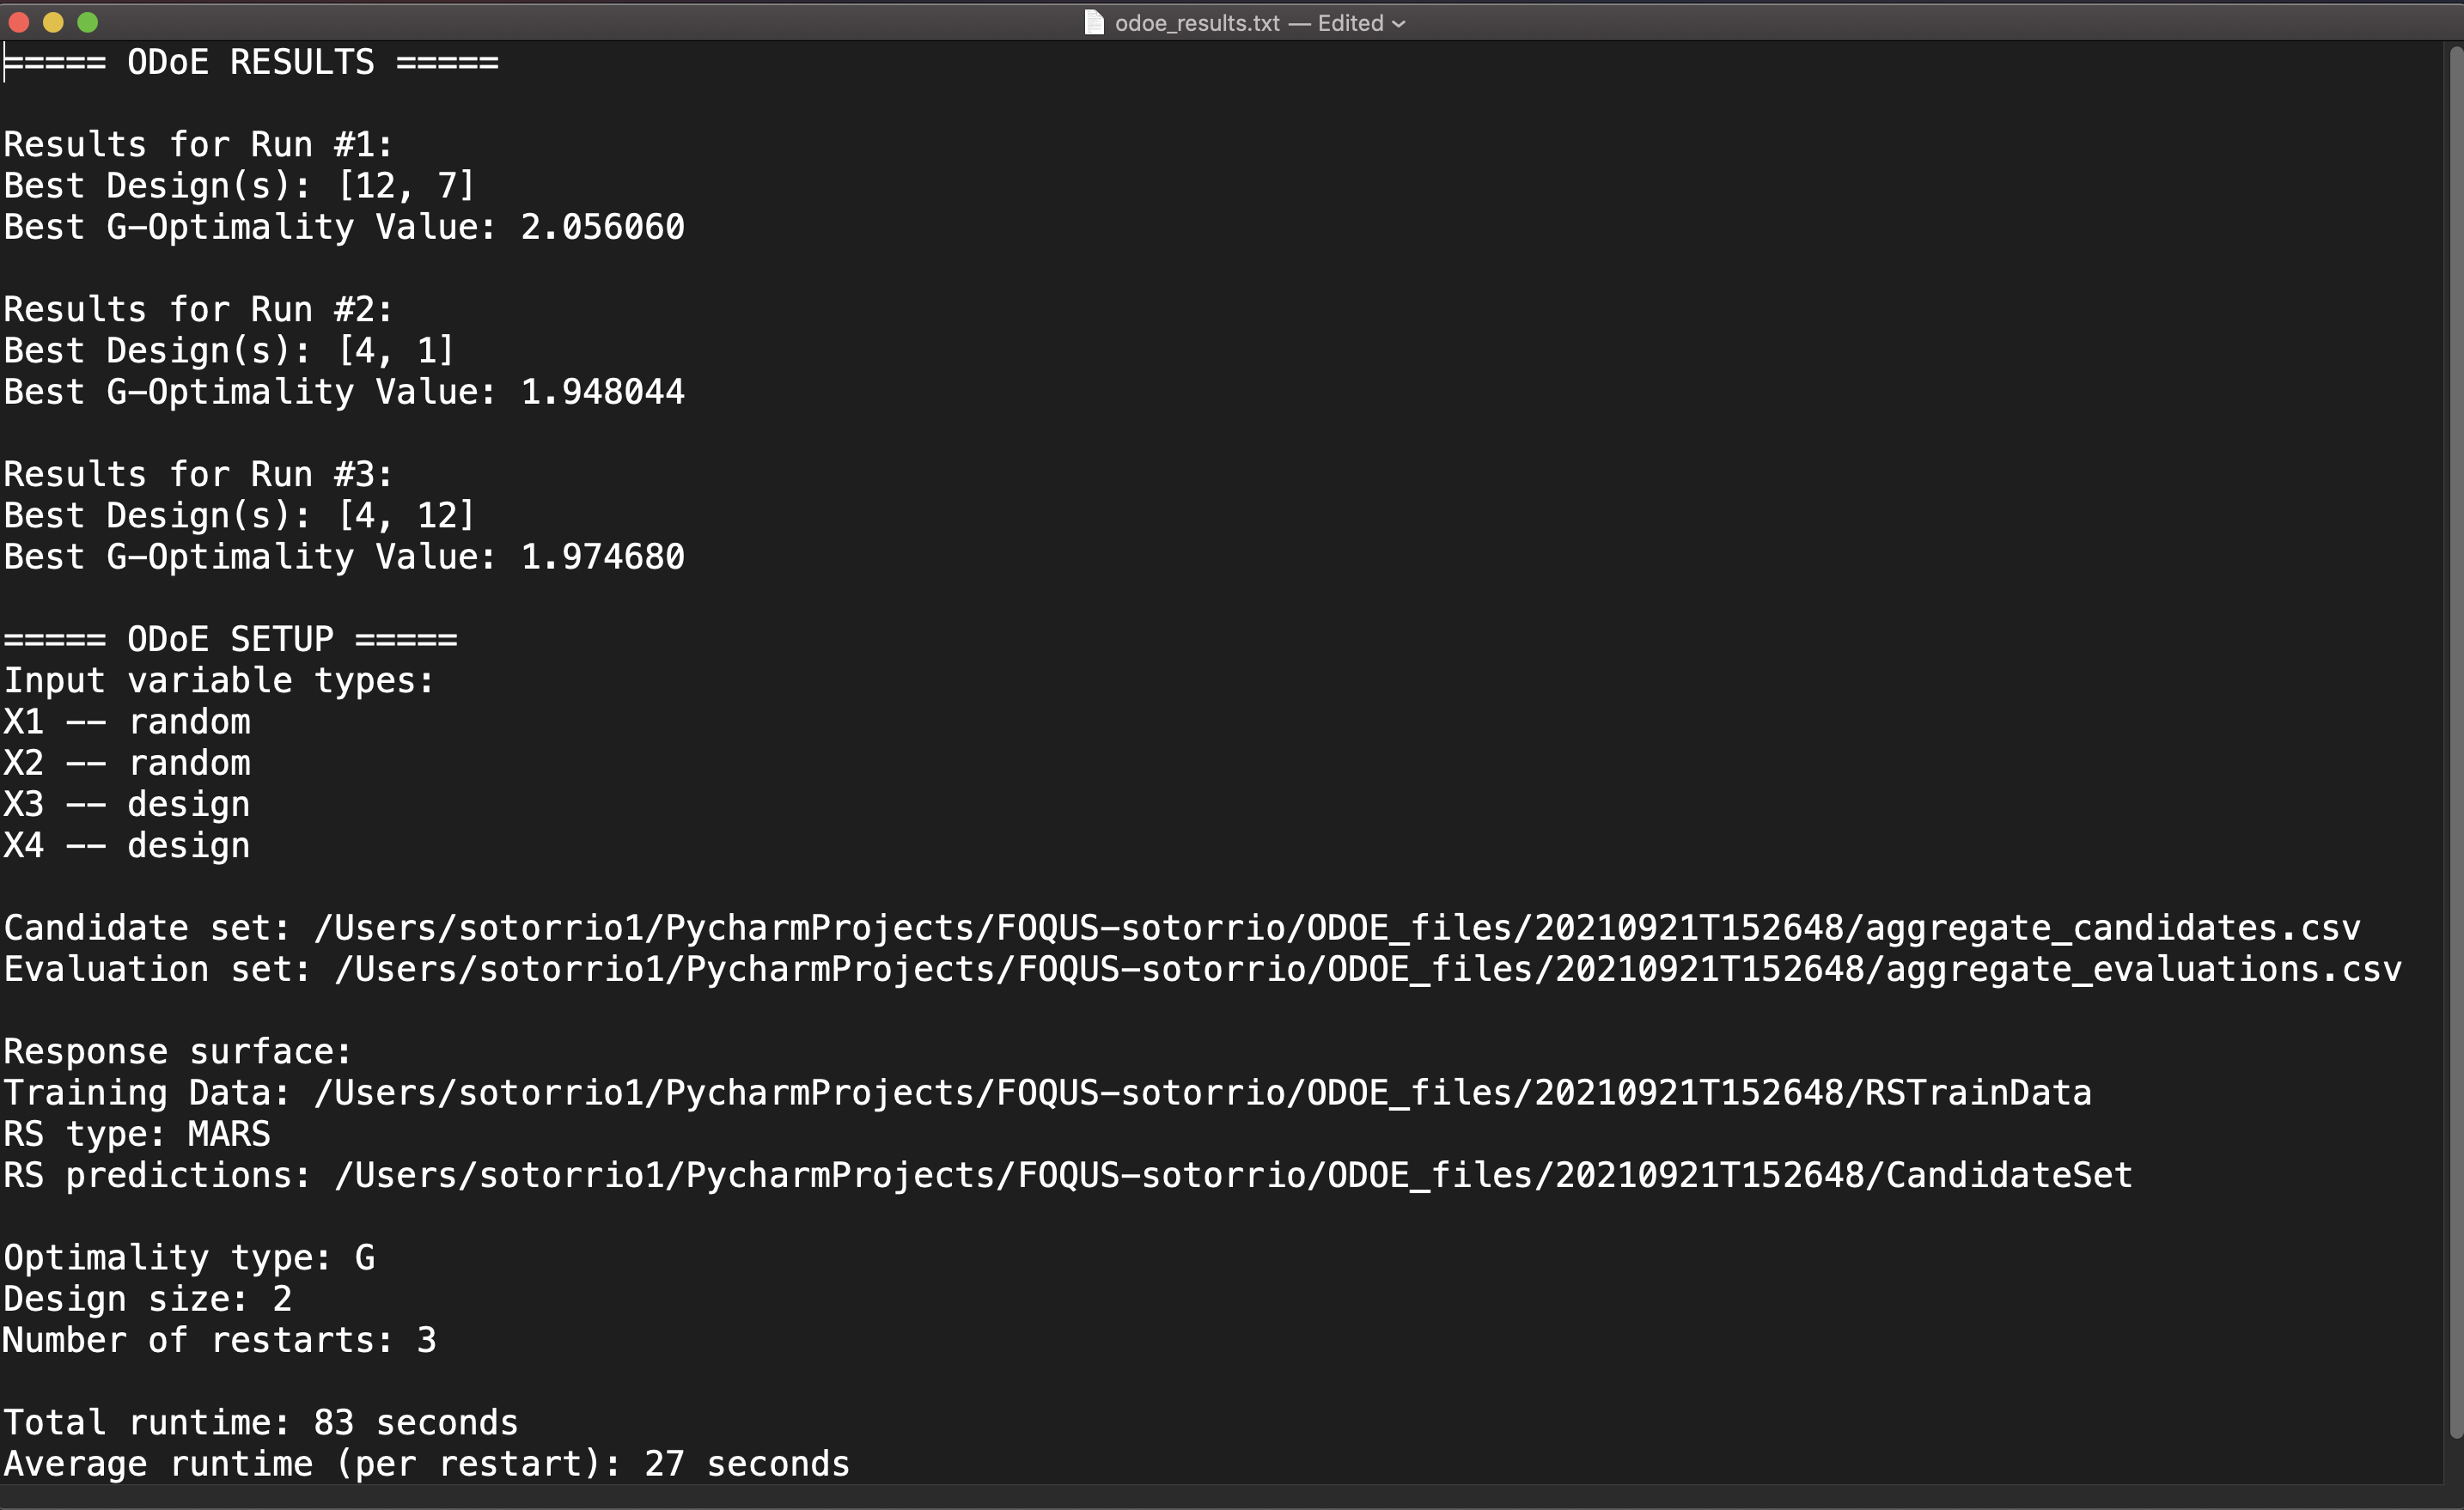 odoe_results.txt — Edited
===== ODoE RESULTS =====
Results for Run #1:
Best Design(s): [12, 7]
Best G-Optimality Value: 2.056060
Results for Run #2:
Best Design(s): [4, 1]
Best G-Optimality Value: 1.948044
Results for Run #3:
Best Design(s): [4, 12]
Best G-Optimality Value: 1.974680
===== ODoE SETUP =====
Input variable types:
X1 -- random
X2 -- random
X3 -- design
X4 -- design
Candidate set: /Users/sotorrio1/PycharmProjects/FOQUS-sotorrio/ODOE_files/20210921T152648/aggregate_candidates.csv
Evaluation set: /Users/sotorrio1/PycharmProjects/FOQUS-sotorrio/ODOE_files/20210921T152648/aggregate_evaluations.csv
Response surface:
Training Data: /Users/sotorrio1/PycharmProjects/FOQUS-sotorrio/ODOE_files/20210921T152648/RSTrainData
RS type: MARS
RS predictions: /Users/sotorrio1/PycharmProjects/FOQUS-sotorrio/ODOE_files/20210921T152648/CandidateSet
Optimality type: G
Design size: 2
Number of restarts: 3
Total runtime: 83 seconds
Average runtime (per restart): 27 seconds